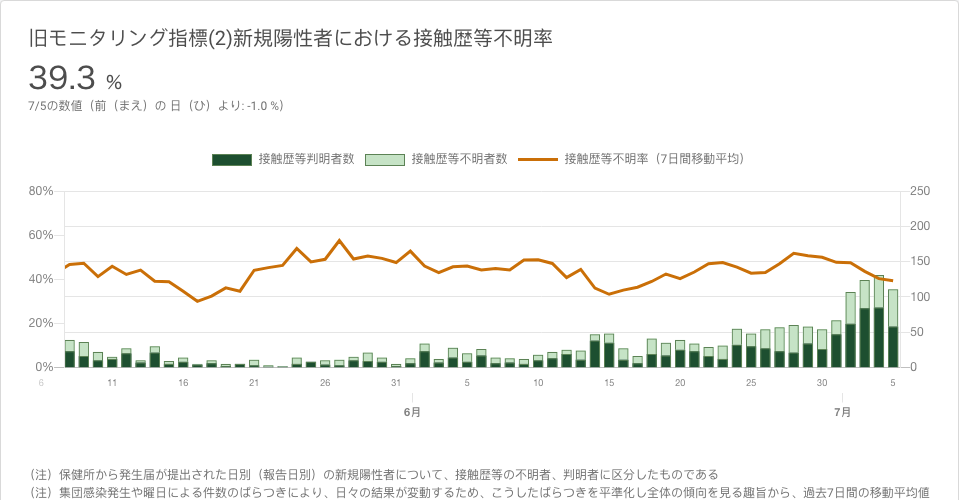 旧モニタリング指標(2)新規陽性者における接触歴等不明率
39.3 %
7/5の数値（前（まえ）の 日（ひ）より: -1.0 %）
接触歴等判明者数 接触歴等不明者数 接触歴等不明率（7日間移動平均）
80% 250
200
60%
150
40%
100
20%
50
0% 0
6 11 16 21 26 31 5 10 15 20 25 30 5
6月 7月
（注）保健所から発生届が提出された日別（報告日別）の新規陽性者について、接触歴等の不明者、判明者に区分したものである
（注）集団感染発生や曜日による件数のばらつきにより、日々の結果が変動するため、こうしたばらつきを平準化し全体の傾向を見る趣旨から、過去7日間の移動平均値